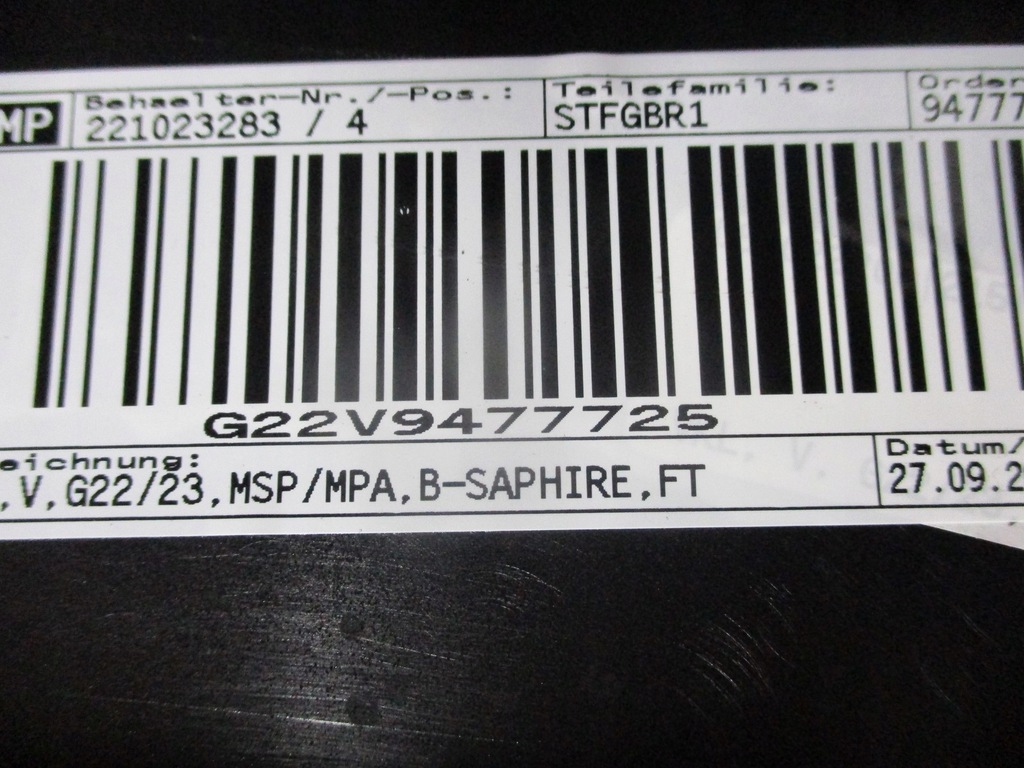 MP
Behaelter-Nr./-Pos.: Teilefamilie: Order
221023283 / 4 STFGBR1 94777
G22V9477725
eichnung: Datum/
,V,G22/23,MSP/MPA,B-SAPHIRE,FT 27.09.2